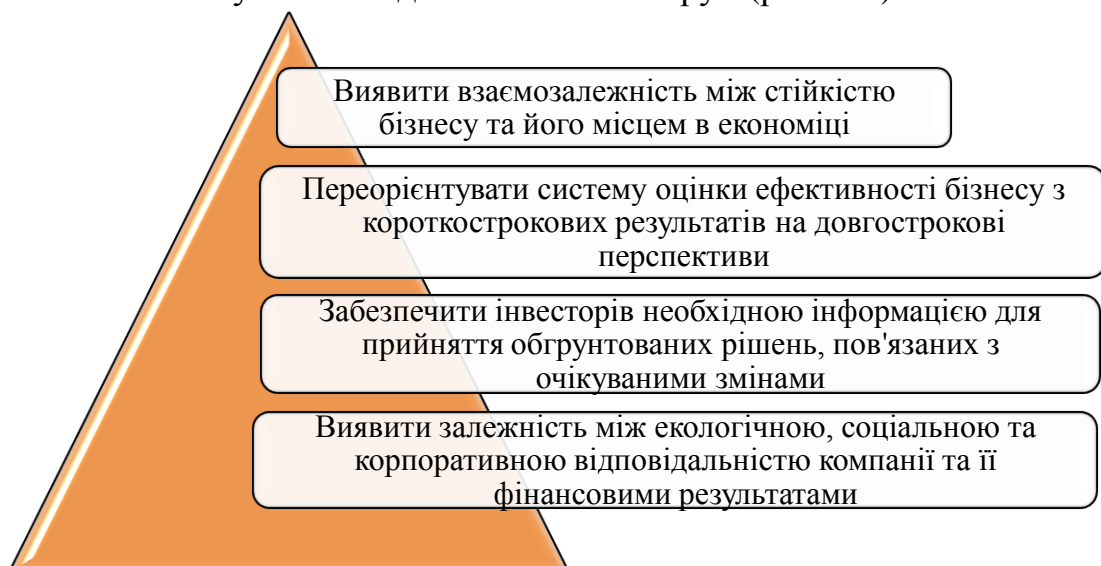 Виявити взаємозалежність між стійкістю
бізнесу та його місцем в економіці
Переорієнтувати систему оцінки ефективності бізнесу з
короткострокових результатів на довгострокові
перспективи
Забезпечити інвесторів необхідною інформацією для
прийняття обгрунтованих рішень, пов'язаних з
очікуваними змінами
Виявити залежність між екологічною, соціальною та
корпоративною відповідальністю компанії та її
фінансовими результатами